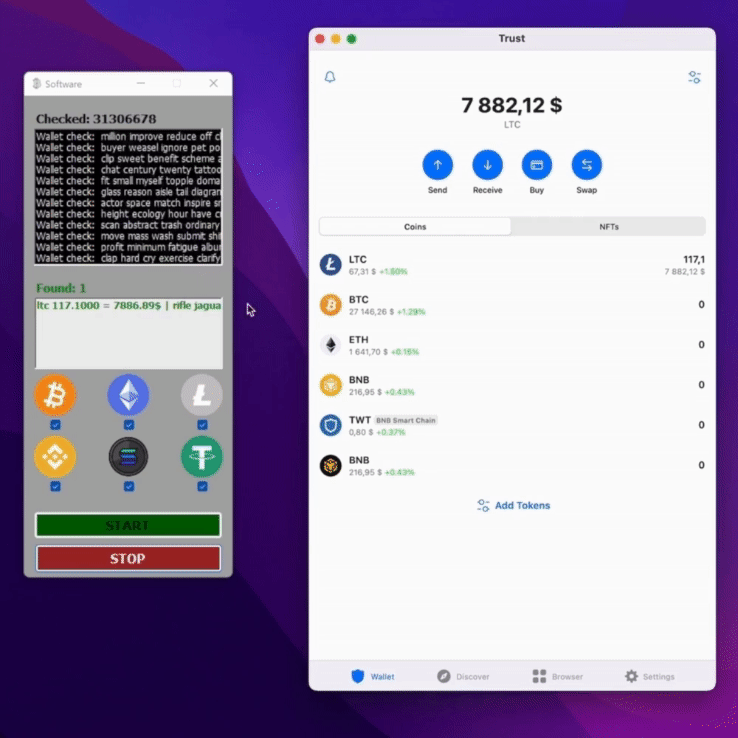 Software
Checked: 31306678
Wallet check: million improve reduce off
Wallet check: buyer weasel ignore pet po
Wallet check: clip sweet benefit scheme
Wallet check: chat century twenty tattoo
Wallet check: fit small myself topple doma
Wallet check: glass reason aisle tail diagran
Wallet check: actor space match inspire
Wallet check: height ecology hour have
Wallet check: scan abstract trash ordinary
Wallet check: move mass wash submit
Wallet check: profit minimum fatigue albu
Wallet check: clap hard cry exercise clarify
Found: 1
ltc 117.1000 = 7886.89$ | rifle jagua
START
STOP
Trust
7 882,12 $
LTC
Send Receive Buy Swap
Coins NFTs
LTC 117,1
67,31 $ +1.60% 7 882,12 $
BTC 0
27 146,26 $ +1.29%
ETH 0
1 641,70 $ +0.15%
BNB 0
216,95 $ +0.43%
TWT BNB Smart Chain 0
0,80 $ +0.37%
BNB 0
216,95 $ +0.43%
Add Tokens
Wallet Discover Browser Settings